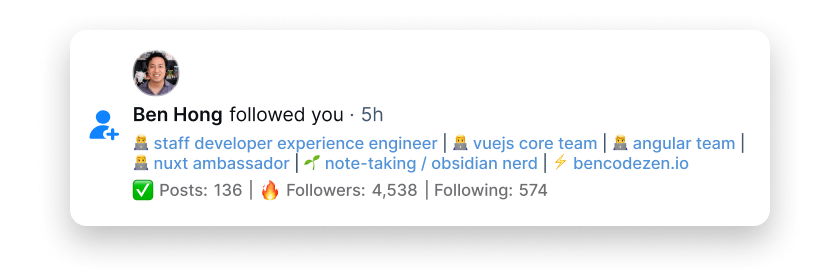 Ben Hong followed you · 5h
👨‍💻 staff developer experience engineer | 👨‍💻 vuejs core team | 👨‍💻 angular team |
👨‍💻 nuxt ambassador | 🌱 note-taking / obsidian nerd | ⚡ bencodezen.io
✅ Posts: 136 | 🔥 Followers: 4,538 | Following: 574